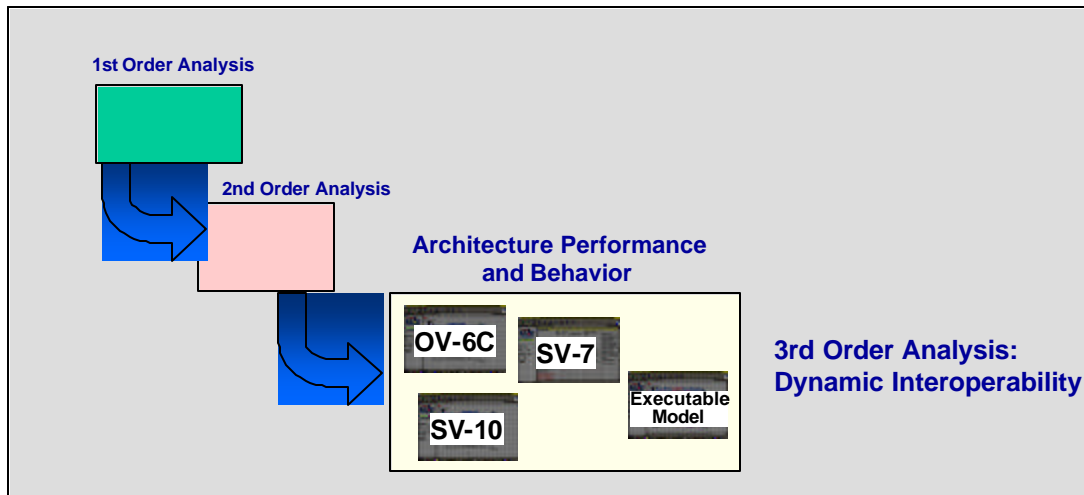 1st Order Analysis
2nd Order Analysis
Architecture Performance
and Behavior
OV-6C
SV-7
Executable
Model
SV-10
3rd Order Analysis:
Dynamic Interoperability